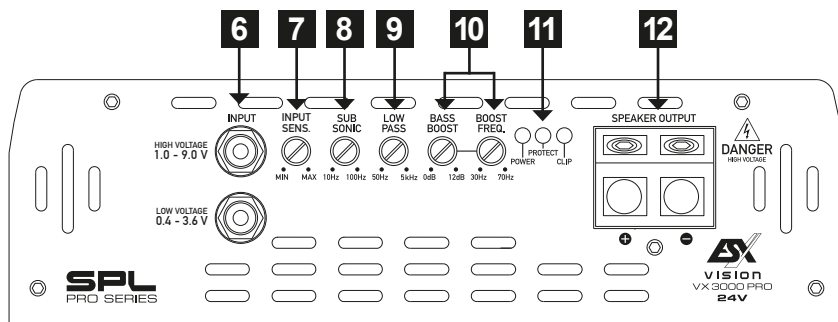 6 7 8 9 10 11 12
INPUT
INPUT
SENS.
SUB
SONIC
LOW
PASS
BASS
BOOST
BOOST
FREQ.
SPEAKER OUTPUT
HIGH VOLTAGE
1.0 - 9.0 V
MIN MAX 10Hz 100Hz 50Hz 5kHz 0dB 12dB 30Hz 70Hz
POWER
PROTECT
CLIP
DANGER
HIGH VOLTAGE
LOW VOLTAGE
0.4 - 3.6 V
+ −
SPL
PRO SERIES
ESX
vision
VX 3000 PRO
24V